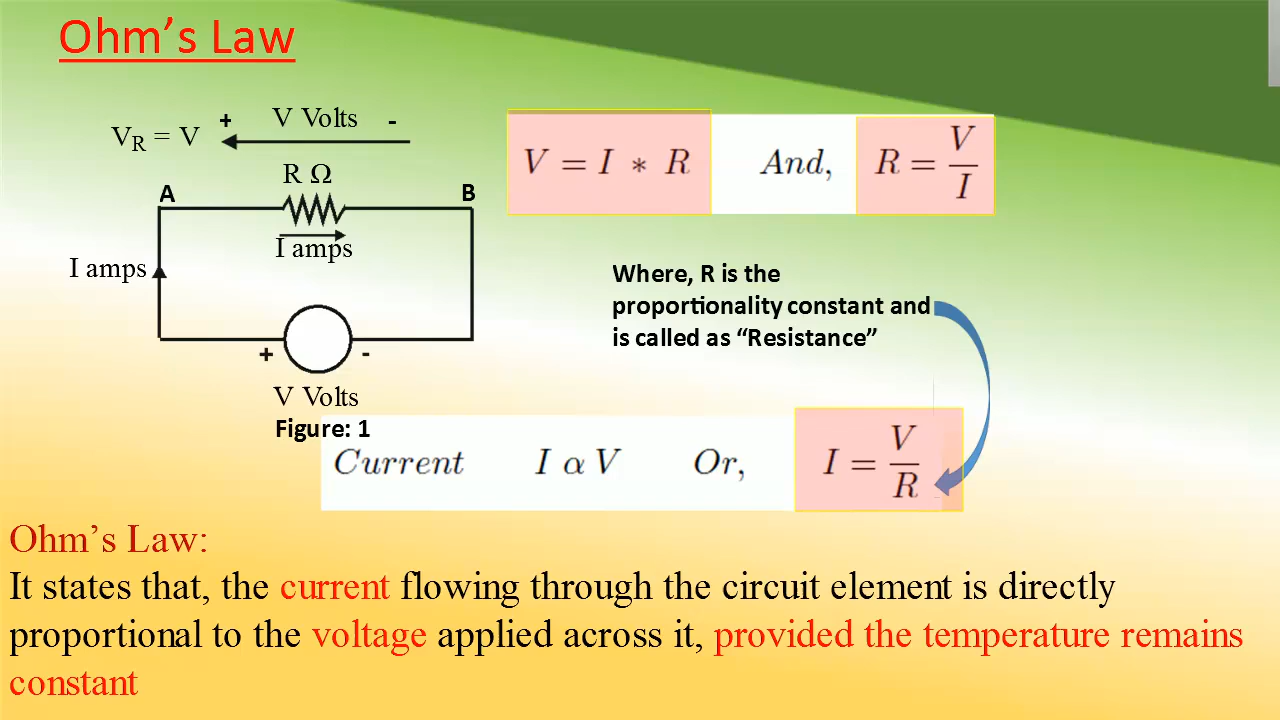 Ohm’s Law
+ V Volts -
V_R = V
R Ω
A B
I amps
I amps
+ -
V Volts
Figure: 1
V = I * R And, R = V/I
Where, R is the
proportionality constant and
is called as “Resistance”
Current I α V Or, I = V/R
Ohm’s Law:
It states that, the current flowing through the circuit element is directly
proportional to the voltage applied across it, provided the temperature remains
constant